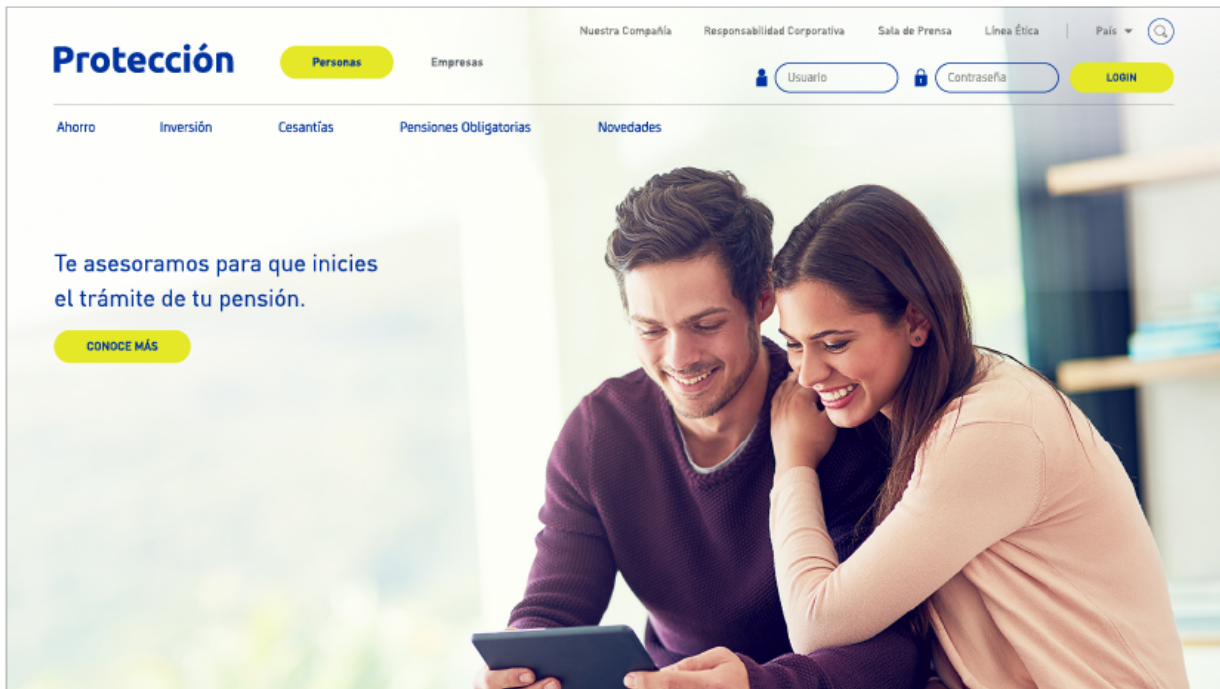 Nuestra Compañía Responsabilidad Corporativa Sala de Prensa Línea Ética País
Protección Personas Empresas
Usuario Contraseña LOGIN
Ahorro Inversión Cesantías Pensiones Obligatorias Novedades
Te asesoramos para que inicies
el trámite de tu pensión.
CONOCE MÁS